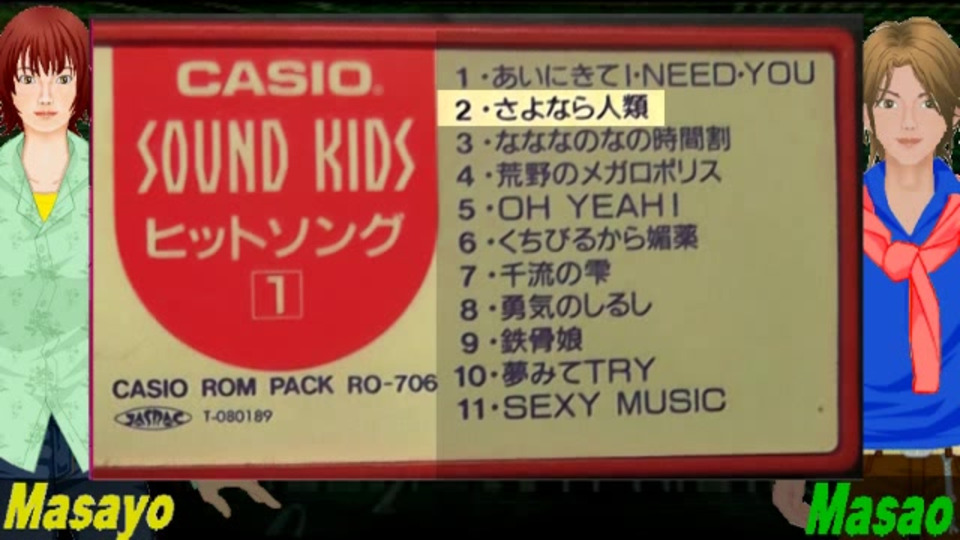 CASIO®
SOUND KIDS
ヒットソング
1
CASIO ROM PACK RO-706
JASRAC T-080189
1・あいにきてI・NEED・YOU
2・さよなら人類
3・なななのなの時間割
4・荒野のメガロポリス
5・OH YEAH!
6・くちびるから媚薬
7・千流の雫
8・勇気のしるし
9・鉄骨娘
10・夢みてTRY
11・SEXY MUSIC
Masayo
Masao